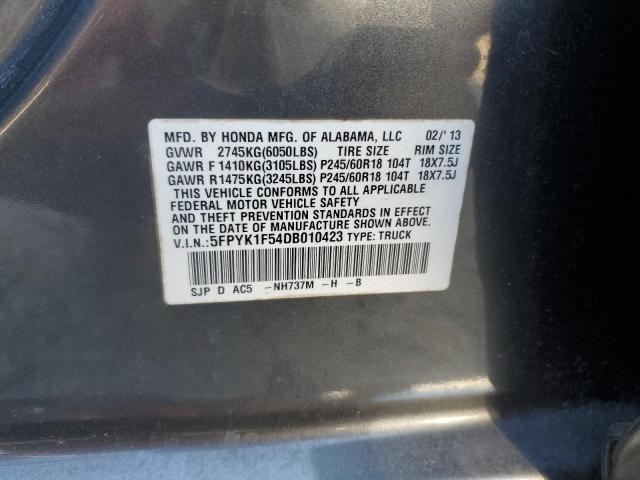 MFD. BY HONDA MFG. OF ALABAMA, LLC 02/'13
GVWR 2745KG(6050LBS) TIRE SIZE RIM SIZE
GAWR F 1410KG(3105LBS) P245/60R18 104T 18X7.5J
GAWR R1475KG(3245LBS) P245/60R18 104T 18X7.5J
THIS VEHICLE CONFORMS TO ALL APPLICABLE
FEDERAL MOTOR VEHICLE SAFETY
AND THEFT PREVENTION STANDARDS IN EFFECT
ON THE DATE OF MANUFACTURE SHOWN ABOVE.
V.I.N.:5FPYK1F54DB010423 TYPE: TRUCK
SJP D AC5 -NH737M -H -B